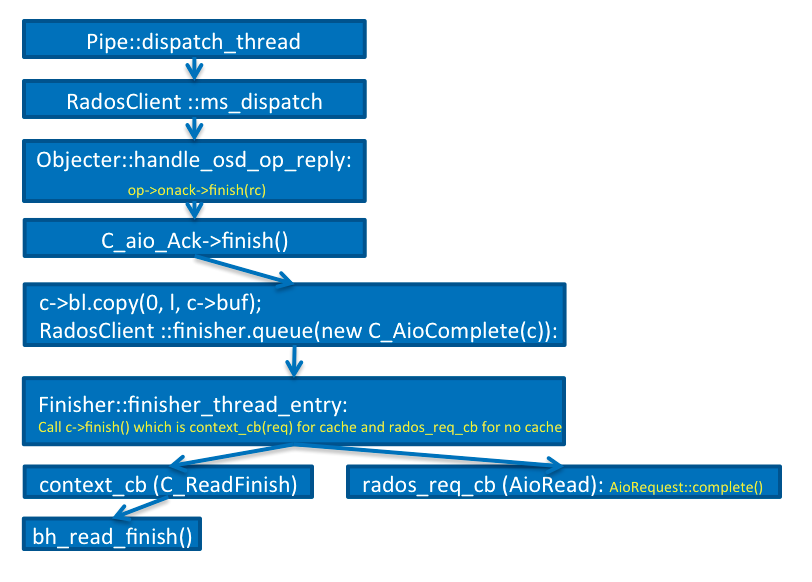 Pipe::dispatch_thread
RadosClient ::ms_dispatch
Objecter::handle_osd_op_reply:
op->onack->finish(rc)
C_aio_Ack->finish()
c->bl.copy(0, l, c->buf);
RadosClient ::finisher.queue(new C_AioComplete(c)):
Finisher::finisher_thread_entry:
Call c->finish() which is context_cb(req) for cache and rados_req_cb for no cache
context_cb (C_ReadFinish)
rados_req_cb (AioRead): AioRequest::complete()
bh_read_finish()